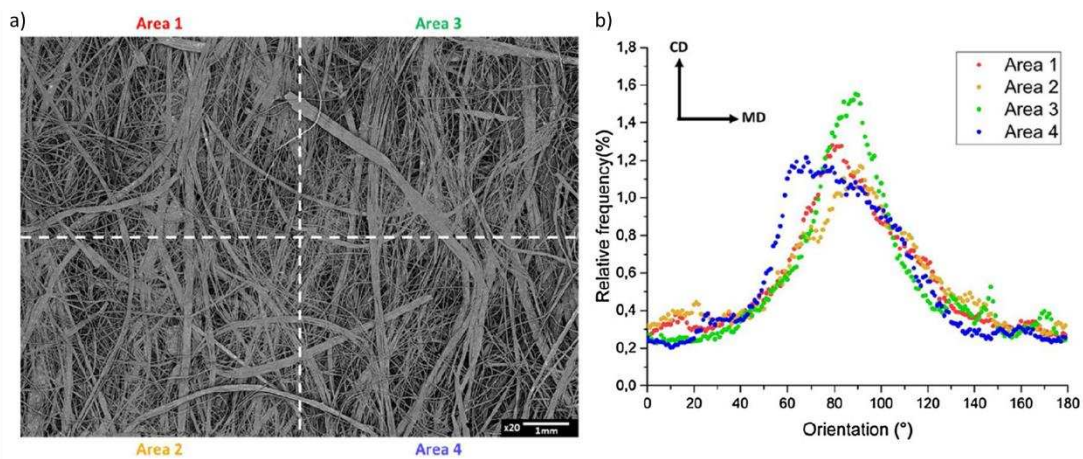 a)
Area 1
Area 3
Area 2
Area 4
x20
1mm
b)
CD
MD
Area 1
Area 2
Area 3
Area 4
Relative frequency(%)
1,8
1,6
1,4
1,2
1,0
0,8
0,6
0,4
0,2
0,0
0 20 40 60 80 100 120 140 160 180
Orientation (°)